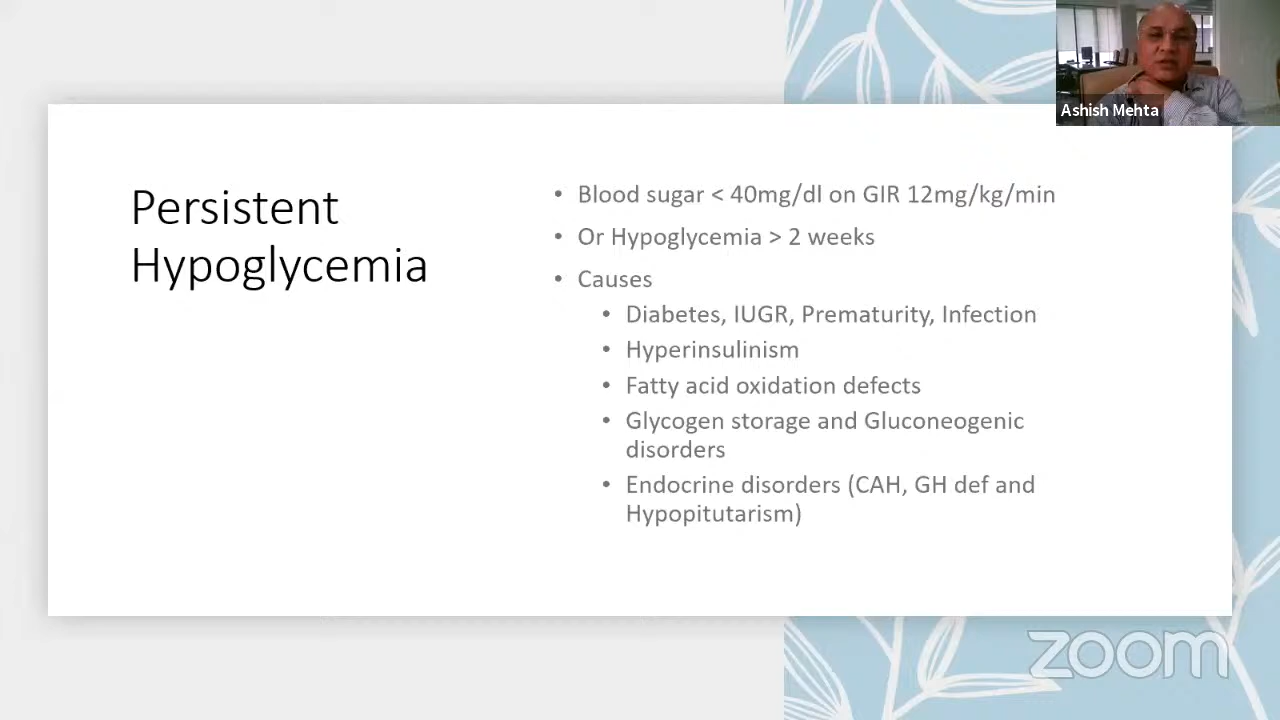 Ashish Mehta
Persistent
Hypoglycemia
• Blood sugar < 40mg/dl on GIR 12mg/kg/min
• Or Hypoglycemia > 2 weeks
• Causes
• Diabetes, IUGR, Prematurity, Infection
• Hyperinsulinism
• Fatty acid oxidation defects
• Glycogen storage and Gluconeogenic
disorders
• Endocrine disorders (CAH, GH def and
Hypopitutarism)
zoom